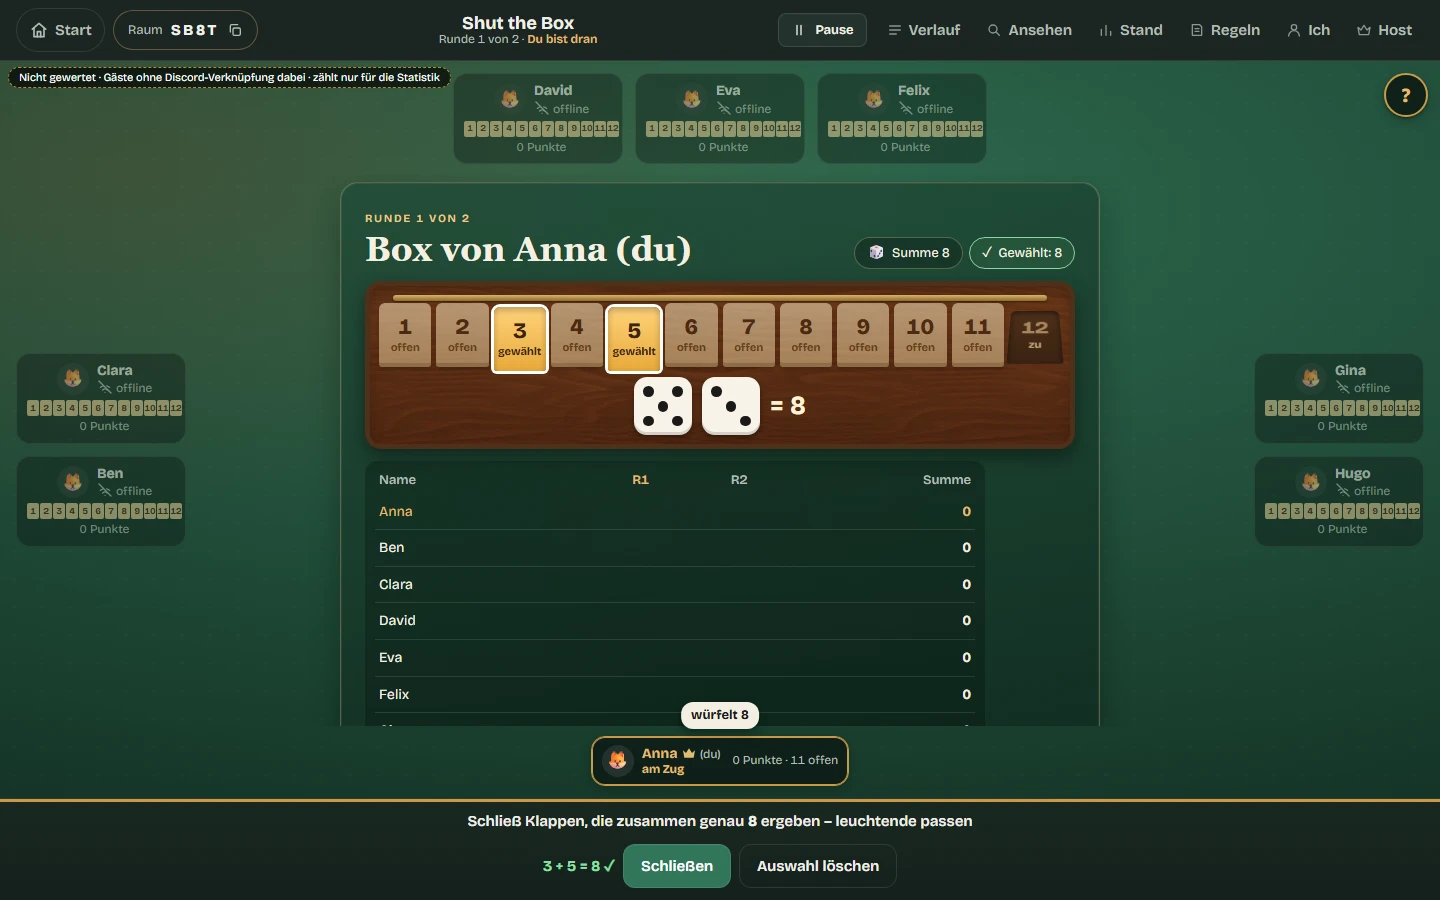 Start
Raum SB8T
Shut the Box
Runde 1 von 2 · Du bist dran
Pause
Verlauf
Ansehen
Stand
Regeln
Ich
Host
Nicht gewertet · Gäste ohne Discord-Verknüpfung dabei · zählt nur für die Statistik
?
David
offline
1 2 3 4 5 6 7 8 9 10 11 12
0 Punkte
Eva
offline
1 2 3 4 5 6 7 8 9 10 11 12
0 Punkte
Felix
offline
1 2 3 4 5 6 7 8 9 10 11 12
0 Punkte
Clara
offline
1 2 3 4 5 6 7 8 9 10 11 12
0 Punkte
Ben
offline
1 2 3 4 5 6 7 8 9 10 11 12
0 Punkte
RUNDE 1 VON 2
Box von Anna (du)
Summe 8
✓ Gewählt: 8
1 2 3 4 5 6 7 8 9 10 11 12
offen offen gewählt offen gewählt offen offen offen offen offen offen zu
= 8
Name R1 R2 Summe
Anna 0
Ben 0
Clara 0
David 0
Eva 0
Felix 0
Gina
offline
1 2 3 4 5 6 7 8 9 10 11 12
0 Punkte
Hugo
offline
1 2 3 4 5 6 7 8 9 10 11 12
0 Punkte
würfelt 8
Anna (du)
am Zug
0 Punkte · 11 offen
Schließ Klappen, die zusammen genau 8 ergeben – leuchtende passen
3 + 5 = 8 ✓
Schließen
Auswahl löschen